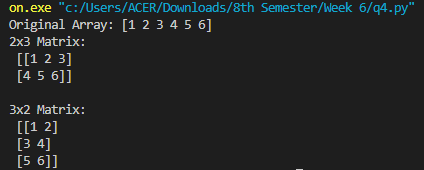 on.exe "c:/Users/ACER/Downloads/8th Semester/Week 6/q4.py"
Original Array: [1 2 3 4 5 6]
2x3 Matrix:
 [[1 2 3]
 [4 5 6]]

3x2 Matrix:
 [[1 2]
 [3 4]
 [5 6]]